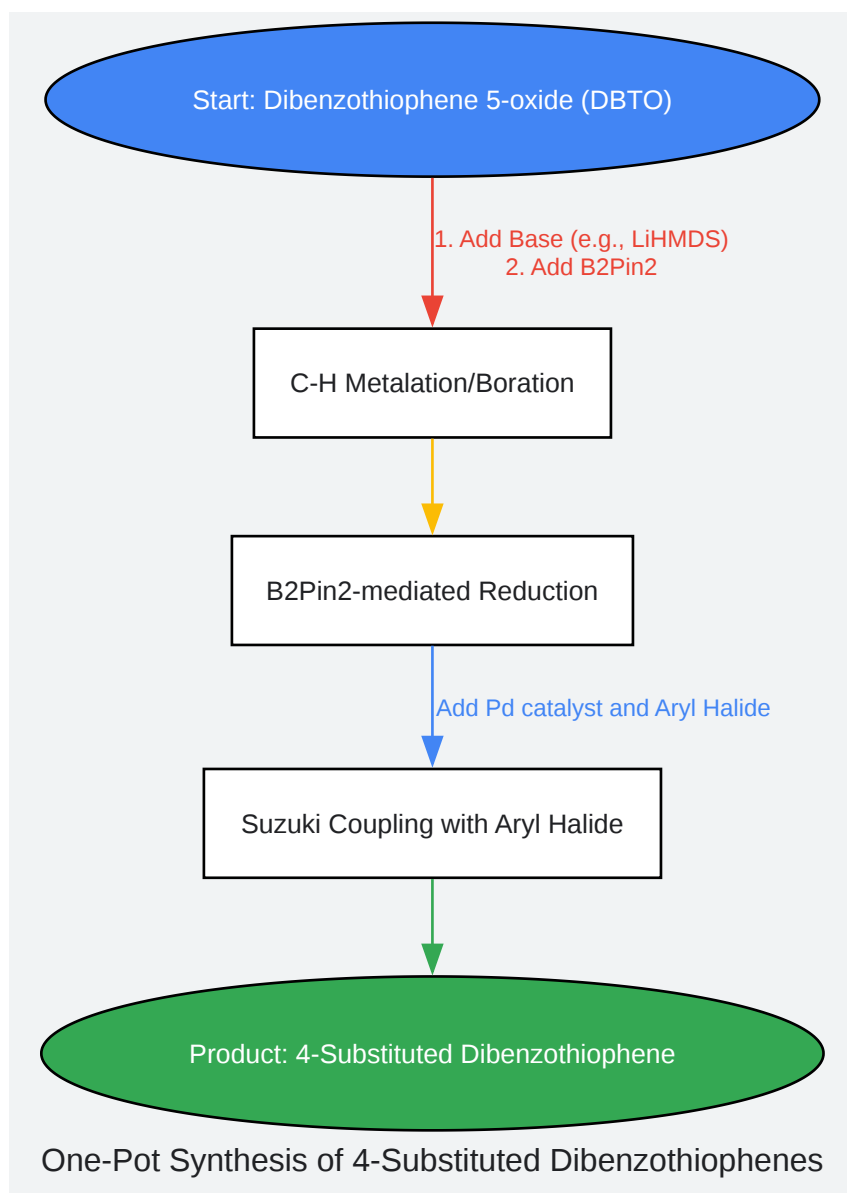 Start: Dibenzothiophene 5-oxide (DBTO)
1. Add Base (e.g., LiHMDS)
2. Add B2Pin2
C-H Metalation/Boration
B2Pin2-mediated Reduction
Add Pd catalyst and Aryl Halide
Suzuki Coupling with Aryl Halide
Product: 4-Substituted Dibenzothiophene
One-Pot Synthesis of 4-Substituted Dibenzothiophenes